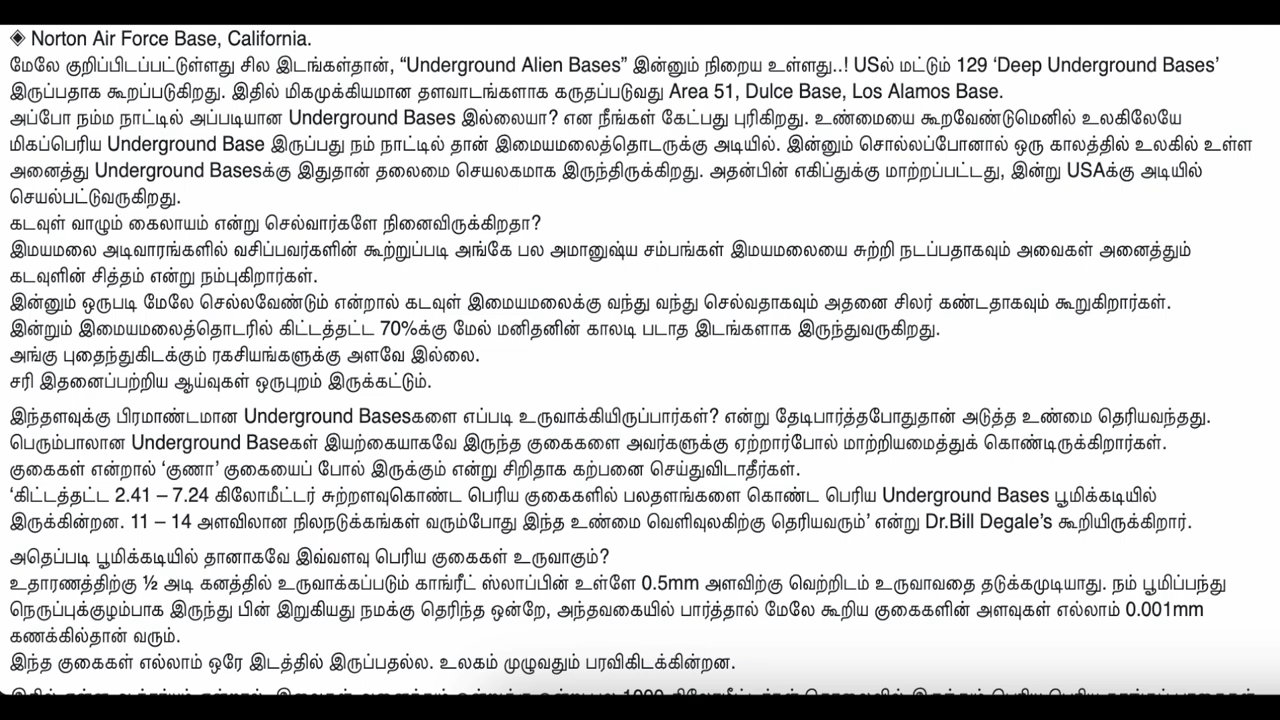 ◈ Norton Air Force Base, California.
மேலே குறிப்பிடப்பட்டுள்ளது சில இடங்கள்தான், “Underground Alien Bases” இன்னும் நிறைய உள்ளது..! USல் மட்டும் 129 ‘Deep Underground Bases’
இருப்பதாக கூறப்படுகிறது. இதில் மிகமுக்கியமான தளவாடங்களாக கருதப்படுவது Area 51, Dulce Base, Los Alamos Base.
அப்போ நம்ம நாட்டில் அப்படியான Underground Bases இல்லையா? என நீங்கள் கேட்பது புரிகிறது. உண்மையை கூறவேண்டுமெனில் உலகிலேயே
மிகப்பெரிய Underground Base இருப்பது நம் நாட்டில் தான் இமையமலைத்தொடருக்கு அடியில். இன்னும் சொல்லப்போனால் ஒரு காலத்தில் உலகில் உள்ள
அனைத்து Underground Basesக்கு இதுதான் தலைமை செயலகமாக இருந்திருக்கிறது. அதன்பின் எகிப்துக்கு மாற்றப்பட்டது, இன்று USAக்கு அடியில்
செயல்பட்டுவருகிறது.
கடவுள் வாழும் கைலாயம் என்று செல்வார்களே நினைவிருக்கிறதா?
இமயமலை அடிவாரங்களில் வசிப்பவர்களின் கூற்றுப்படி அங்கே பல அமானுஷ்ய சம்பங்கள் இமயமலையை சுற்றி நடப்பதாகவும் அவைகள் அனைத்தும்
கடவுளின் சித்தம் என்று நம்புகிறார்கள்.
இன்னும் ஒருபடி மேலே செல்லவேண்டும் என்றால் கடவுள் இமையமலைக்கு வந்து வந்து செல்வதாகவும் அதனை சிலர் கண்டதாகவும் கூறுகிறார்கள்.
இன்றும் இமையமலைத்தொடரில் கிட்டத்தட்ட 70%க்கு மேல் மனிதனின் காலடி படாத இடங்களாக இருந்துவருகிறது.
அங்கு புதைந்துகிடக்கும் ரகசியங்களுக்கு அளவே இல்லை.
சரி இதனைப்பற்றிய ஆய்வுகள் ஒருபுறம் இருக்கட்டும்.
இந்தளவுக்கு பிரமாண்டமான Underground Basesகளை எப்படி உருவாக்கியிருப்பார்கள்? என்று தேடிபார்த்தபோதுதான் அடுத்த உண்மை தெரியவந்தது.
பெரும்பாலான Underground Baseகள் இயற்கையாகவே இருந்த குகைகளை அவர்களுக்கு ஏற்றார்போல் மாற்றியமைத்துக் கொண்டிருக்கிறார்கள்.
குகைகள் என்றால் ‘குணா’ குகையைப் போல் இருக்கும் என்று சிறிதாக கற்பனை செய்துவிடாதீர்கள்.
‘கிட்டத்தட்ட 2.41 – 7.24 கிலோமீட்டர் சுற்றளவுகொண்ட பெரிய குகைகளில் பலதளங்களை கொண்ட பெரிய Underground Bases பூமிக்கடியில்
இருக்கின்றன. 11 – 14 அளவிலான நிலநடுக்கங்கள் வரும்போது இந்த உண்மை வெளிவுலகிற்கு தெரியவரும்’ என்று Dr.Bill Degale’s கூறியிருக்கிறார்.
அதெப்படி பூமிக்கடியில் தானாகவே இவ்வளவு பெரிய குகைகள் உருவாகும்?
உதாரணத்திற்கு ½ அடி கனத்தில் உருவாக்கப்படும் காங்ரீட் ஸ்லாப்பின் உள்ளே 0.5mm அளவிற்கு வெற்றிடம் உருவாவதை தடுக்கமுடியாது. நம் பூமிப்பந்து
நெருப்புக்குழம்பாக இருந்து பின் இறுகியது நமக்கு தெரிந்த ஒன்றே, அந்தவகையில் பார்த்தால் மேலே கூறிய குகைகளின் அளவுகள் எல்லாம் 0.001mm
கணக்கில்தான் வரும்.
இந்த குகைகள் எல்லாம் ஒரே இடத்தில் இருப்பதல்ல. உலகம் முழுவதும் பரவிகிடக்கின்றன.